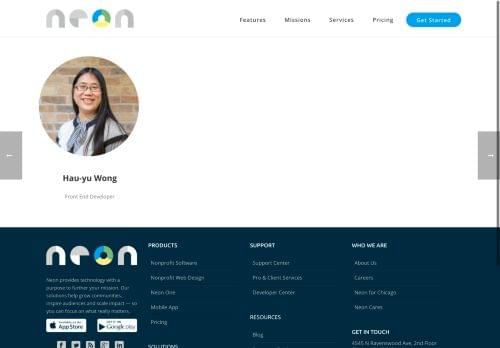 neon
Features
Missions
Services
Pricing
Get Started
←
→
Hau-yu Wong
Front End Developer
neon
Neon provides technology with a
purpose to further your mission. Our
solutions help grow communities,
inspire audiences and scale impact — so
you can focus on what really matters.
App Store
Google play
PRODUCTS
Nonprofit Software
Nonprofit Web Design
Neon One
Mobile App
Pricing
SOLUTIONS
SUPPORT
Support Center
Pro & Client Services
Developer Center
RESOURCES
Blog
WHO WE ARE
About Us
Careers
Neon for Chicago
Neon Cares
GET IN TOUCH
4545 N Ravenswood Ave, 2nd Floor